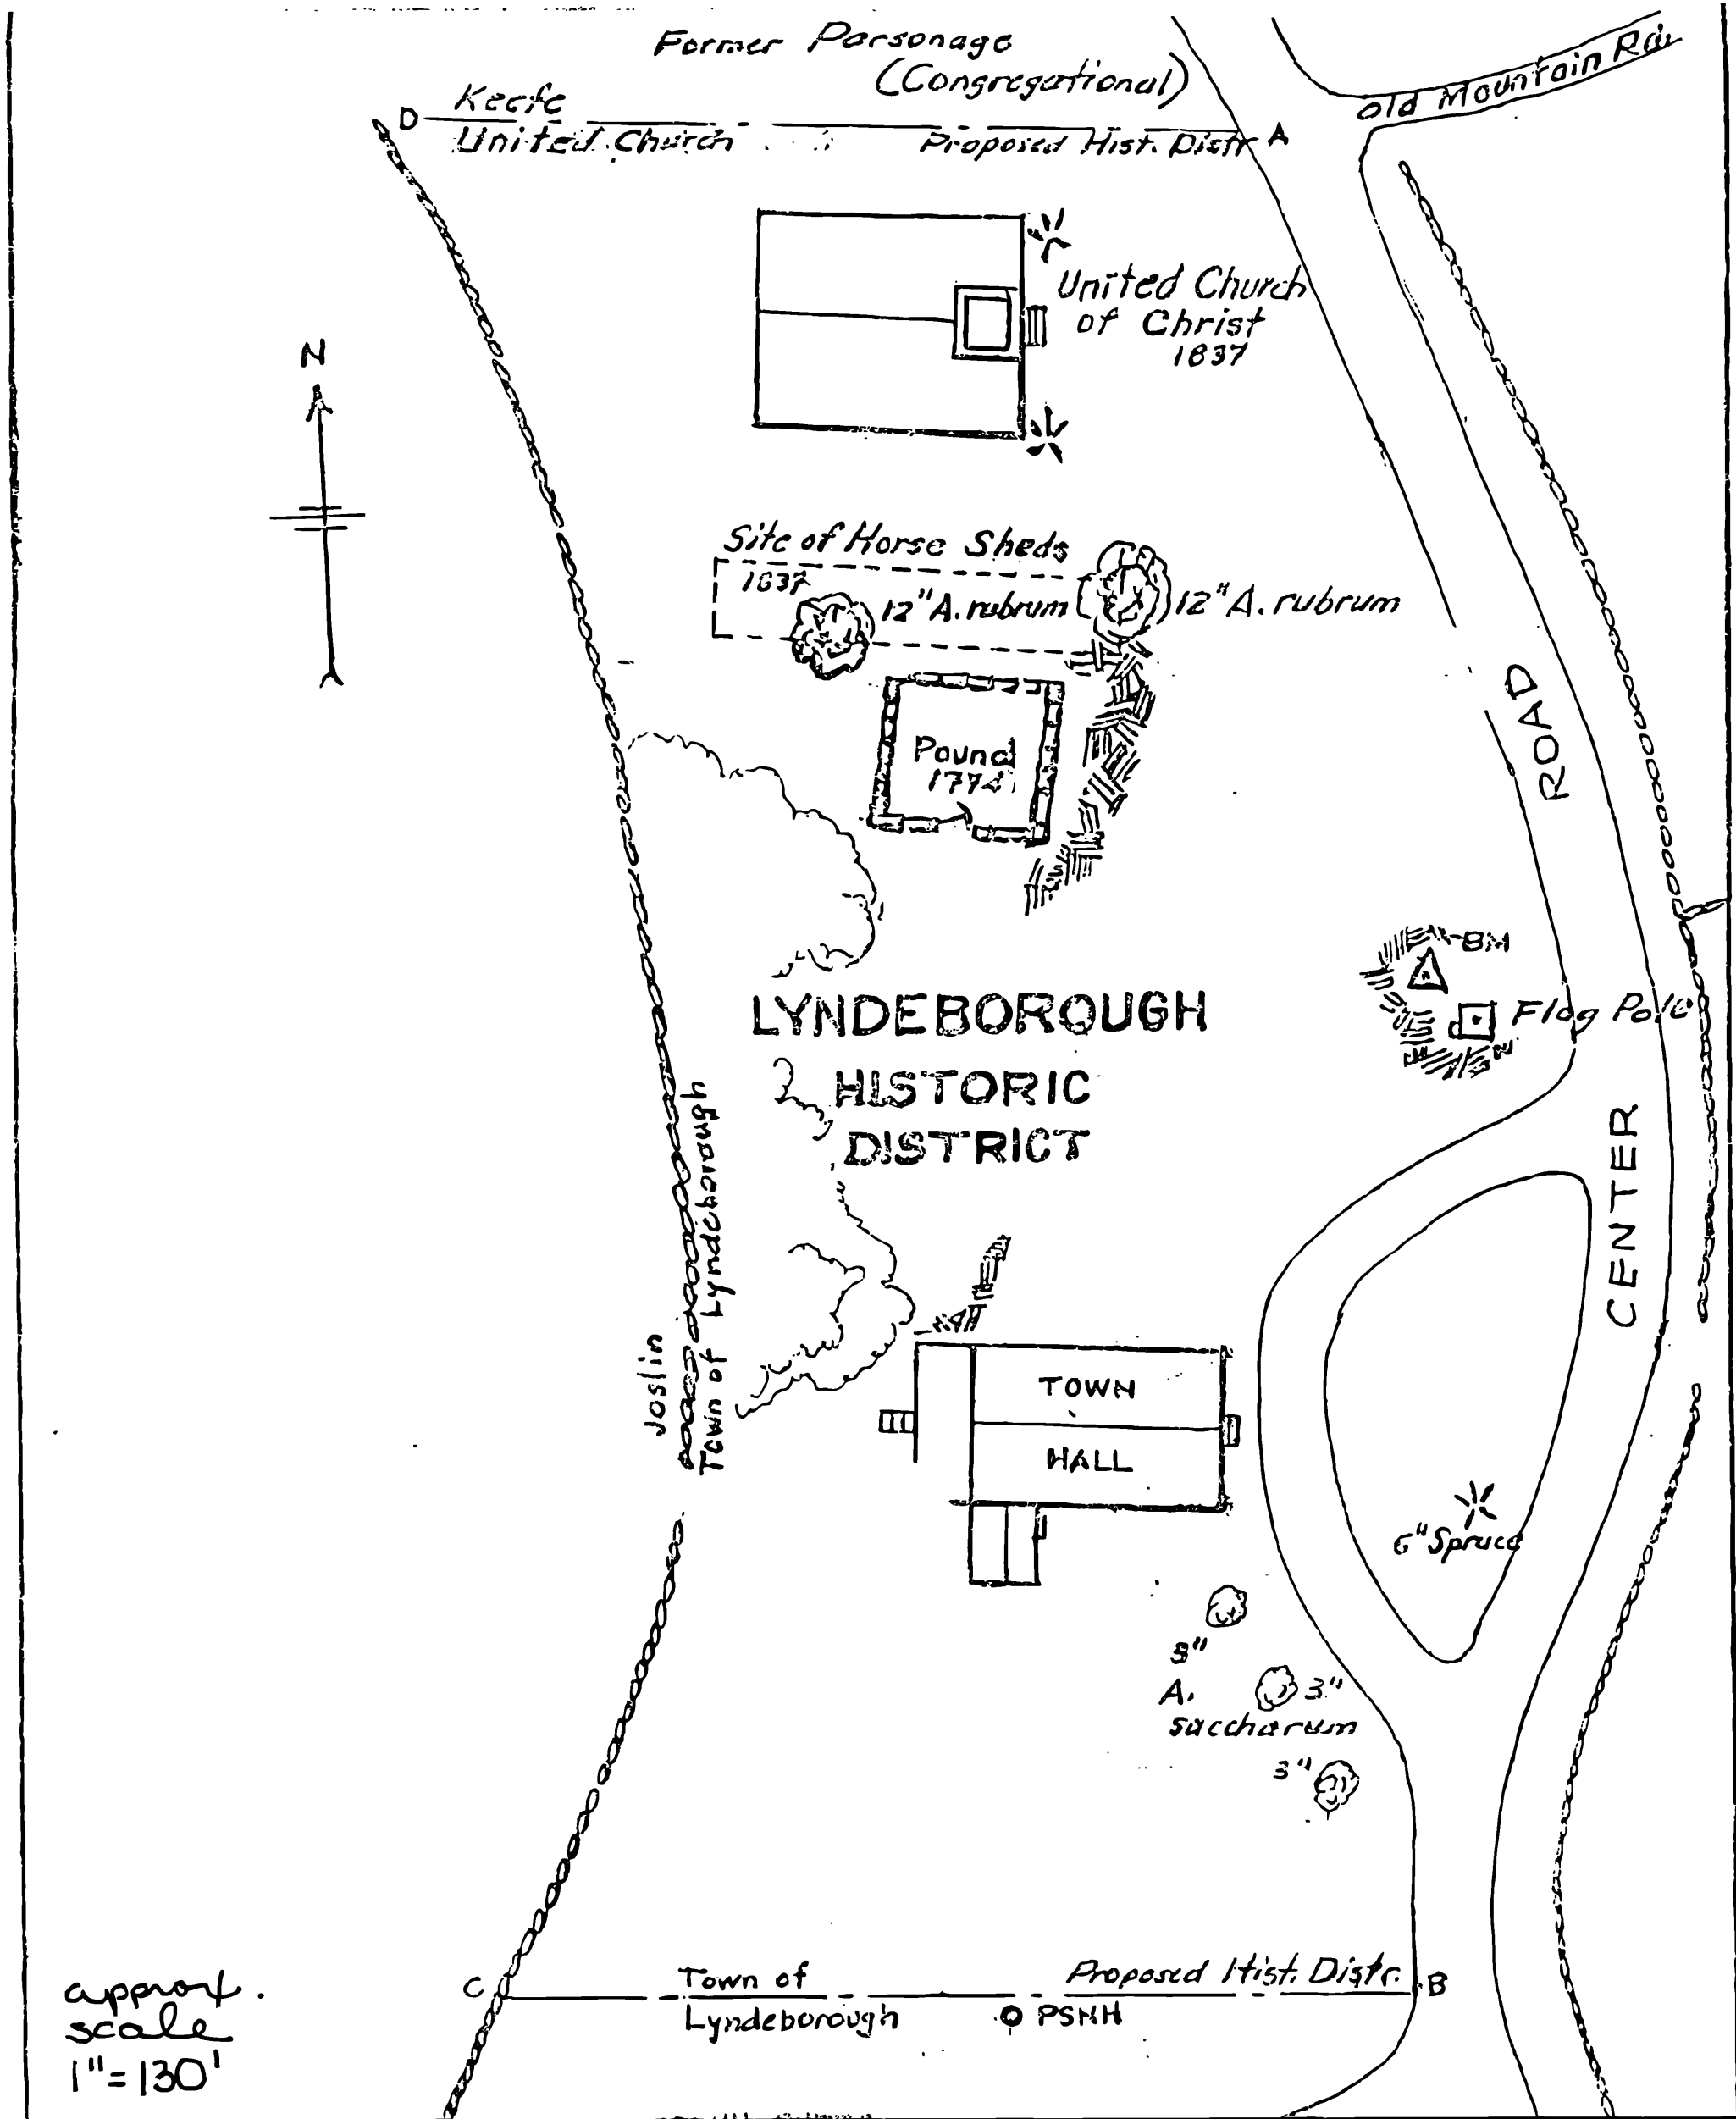 Former Parsonage
(Congregational)
Old Mountain
D
Keefe
United Church
Proposed Hist. Distr
A
N
United Church
of Christ
1837
Site of Horse Sheds
1837
12" A. rubrum
12" A. rubrum
Pound
1774
ROAD
BM
Flag Pole
LYNDEBOROUGH
HISTORIC
DISTRICT
CENTER
Joslin
Town of Lyndeborough
TOWN
HALL
6" Spruce
3"
A.
3"
saccharum
3"
C
Town of
Proposed Hist. Distr.
B
Lyndeborough
PSNH
approx.
scale
1"=130'